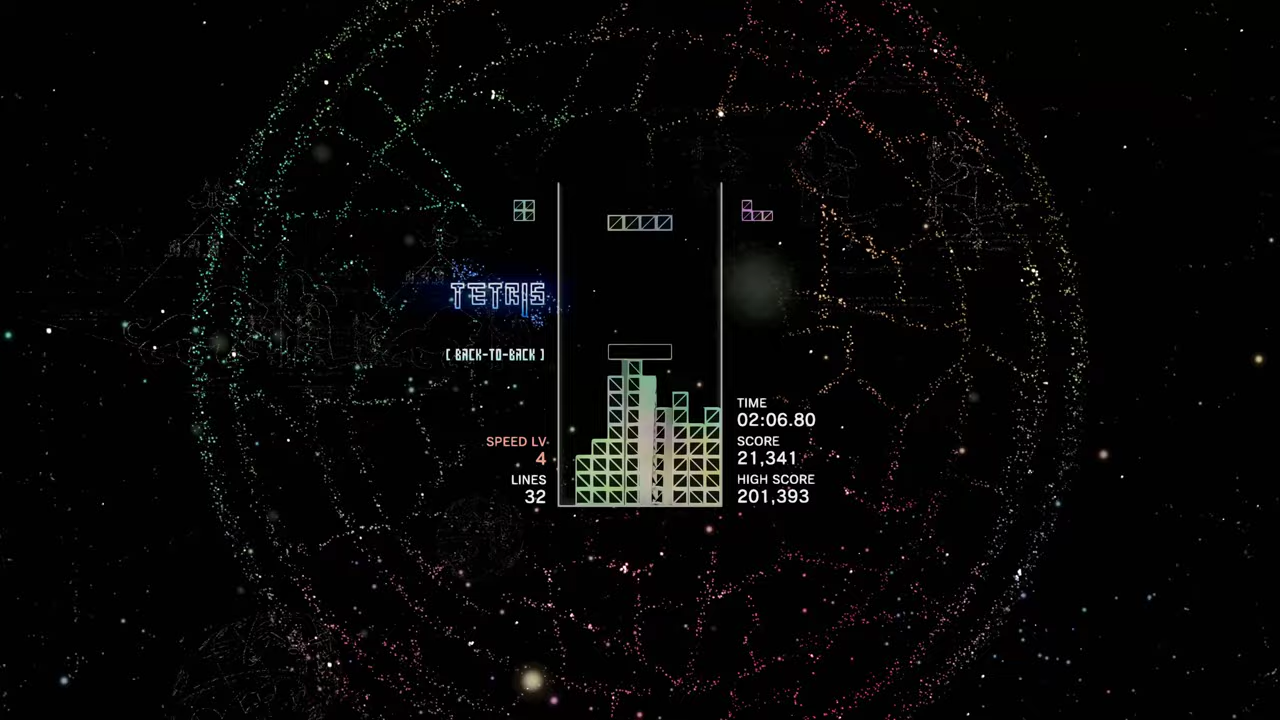 TETRIS
[ BACK-TO-BACK ]
SPEED LV.
4
LINES
32
TIME
02:06.80
SCORE
21,341
HIGH SCORE
201,393